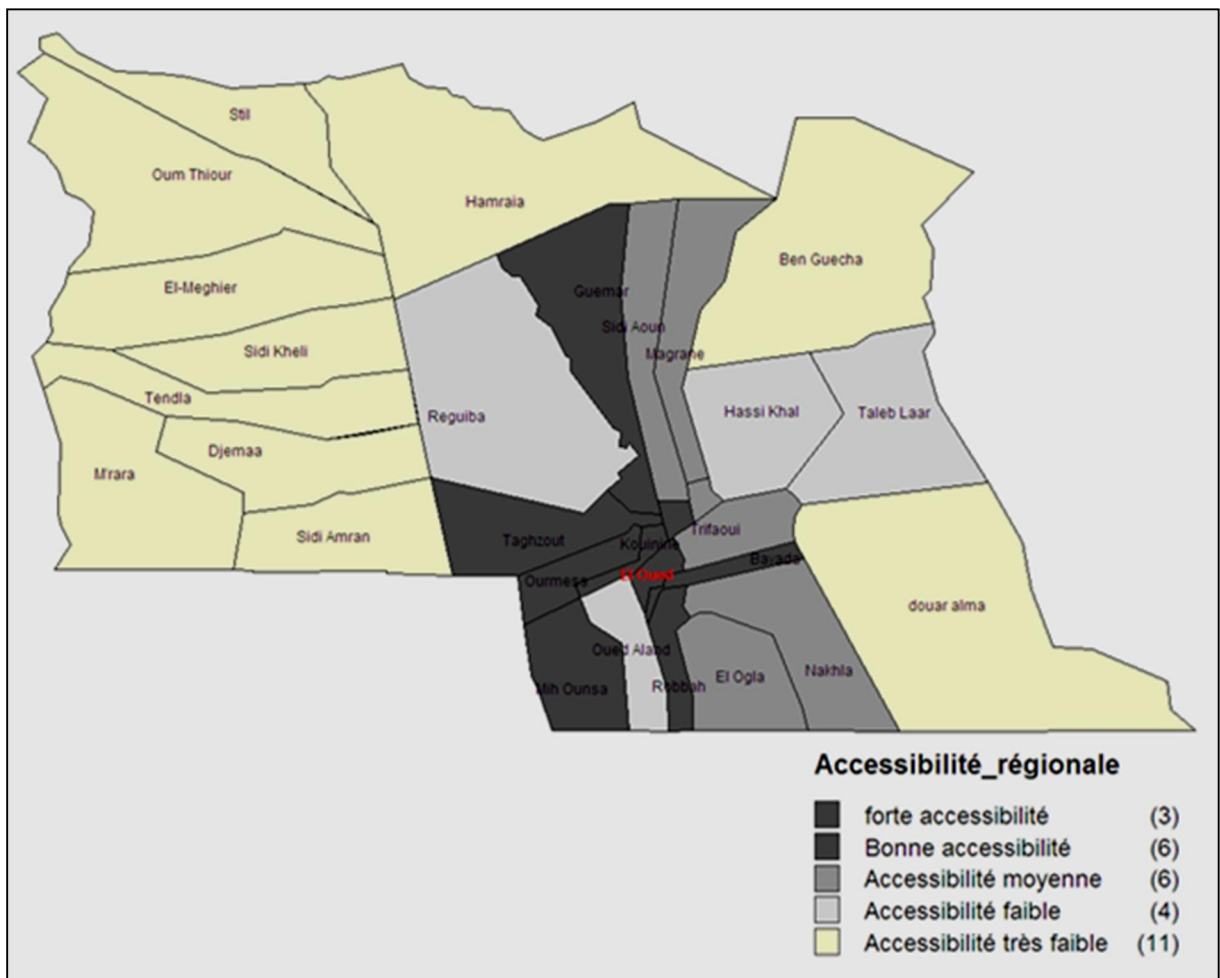 Stil
Oum Thiour
Hamraia
Ben Guecha
El-Meghier
Guemar
Sidi Aoun
Sidi Kheli
Magrane
Tendla
Reguiba
Hassi Khal
Taleb Laar
Djemaa
M'rara
Sidi Amran
Taghzout
Kouinine
Trifaoui
Bayada
Ourmess
El Oued
douar alma
Oued Aland
Mih Ounsa
Robbah
El Ogla
Nakhla
Accessibilité_régionale
forte accessibilité (3)
Bonne accessibilité (6)
Accessibilité moyenne (6)
Accessibilité faible (4)
Accessibilité très faible (11)